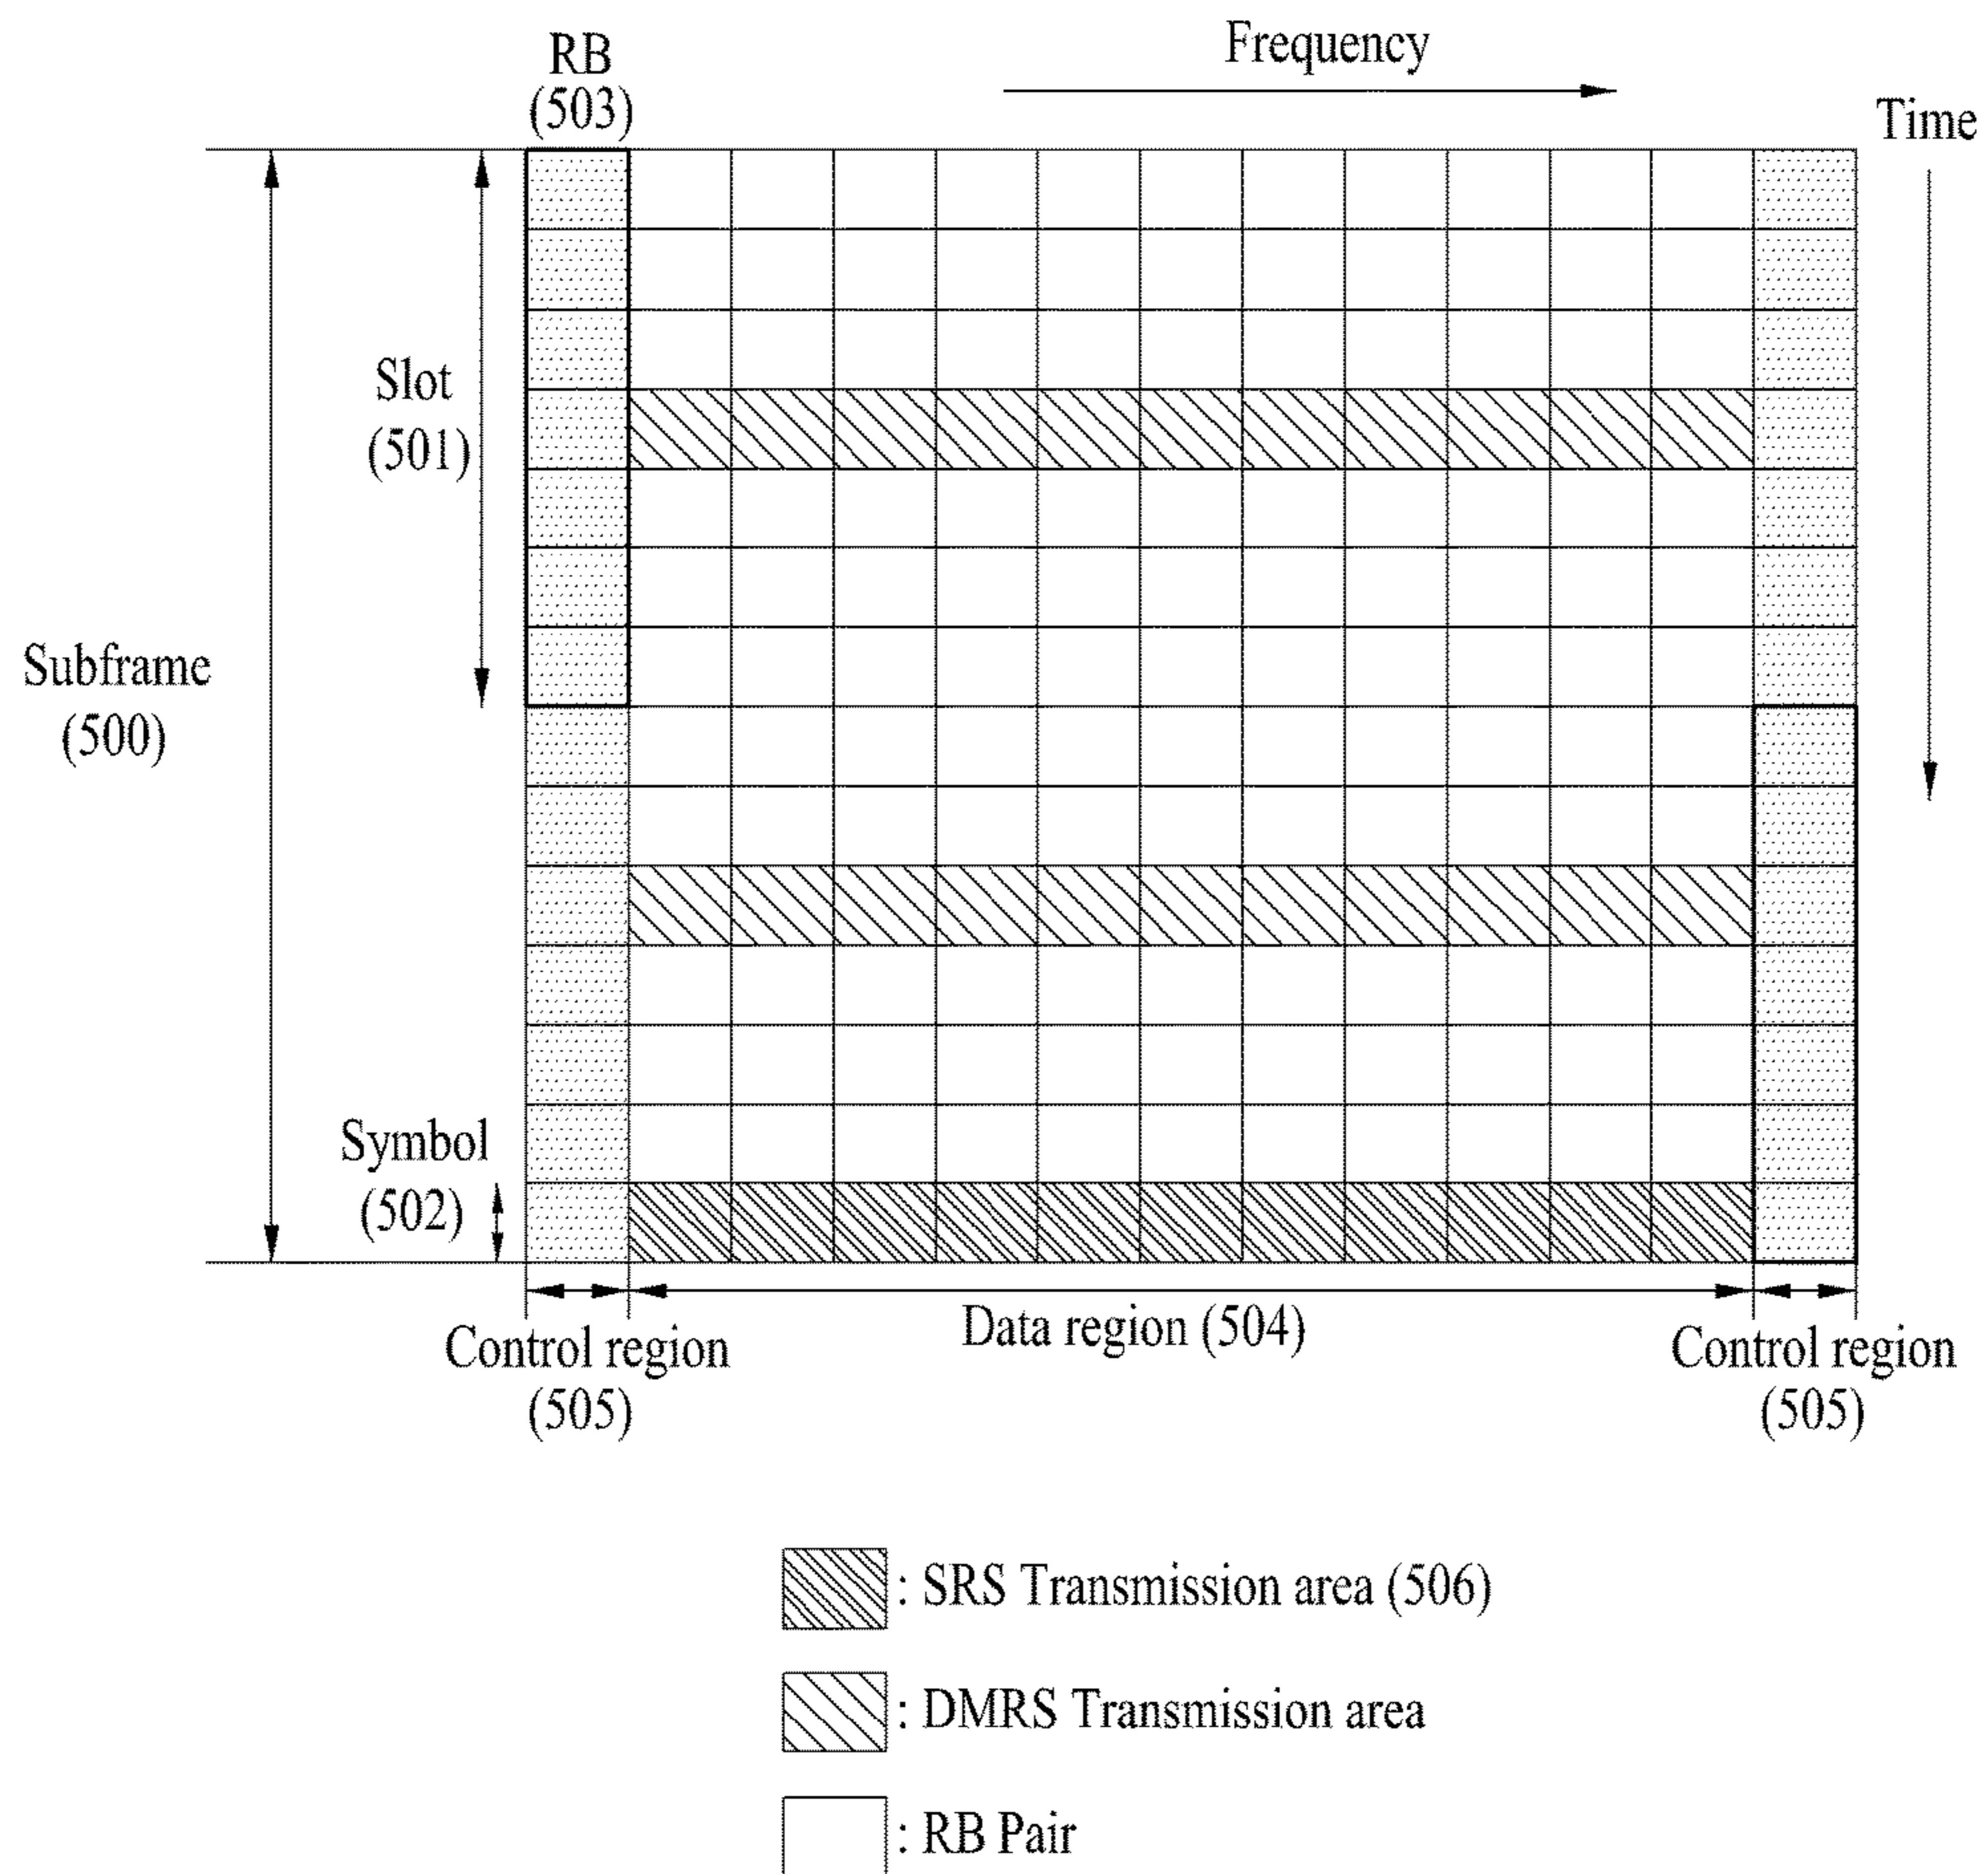 RB
(503)
Frequency
Time
Slot
(501)
Subframe
(500)
Symbol
(502)
Control region
(505)
Data region (504)
Control region
(505)
: SRS Transmission area (506)
: DMRS Transmission area
: RB Pair